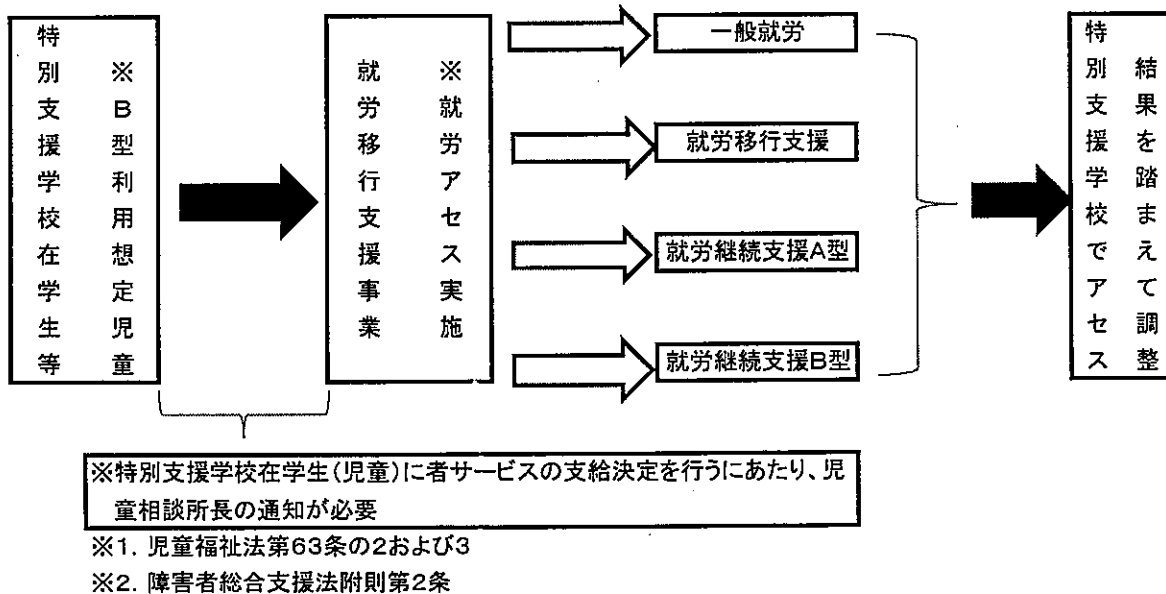 特別支援学校在学生等
※B型利用想定児童
就労移行支援事業
※就労アセス実施
一般就労
就労移行支援
就労継続支援A型
就労継続支援B型
特別支援学校でアセス
結果を踏まえて調整
※特別支援学校在学生(児童)に者サービスの支給決定を行うにあたり、児
童相談所長の通知が必要
※1. 児童福祉法第63条の2および3
※2. 障害者総合支援法附則第2条